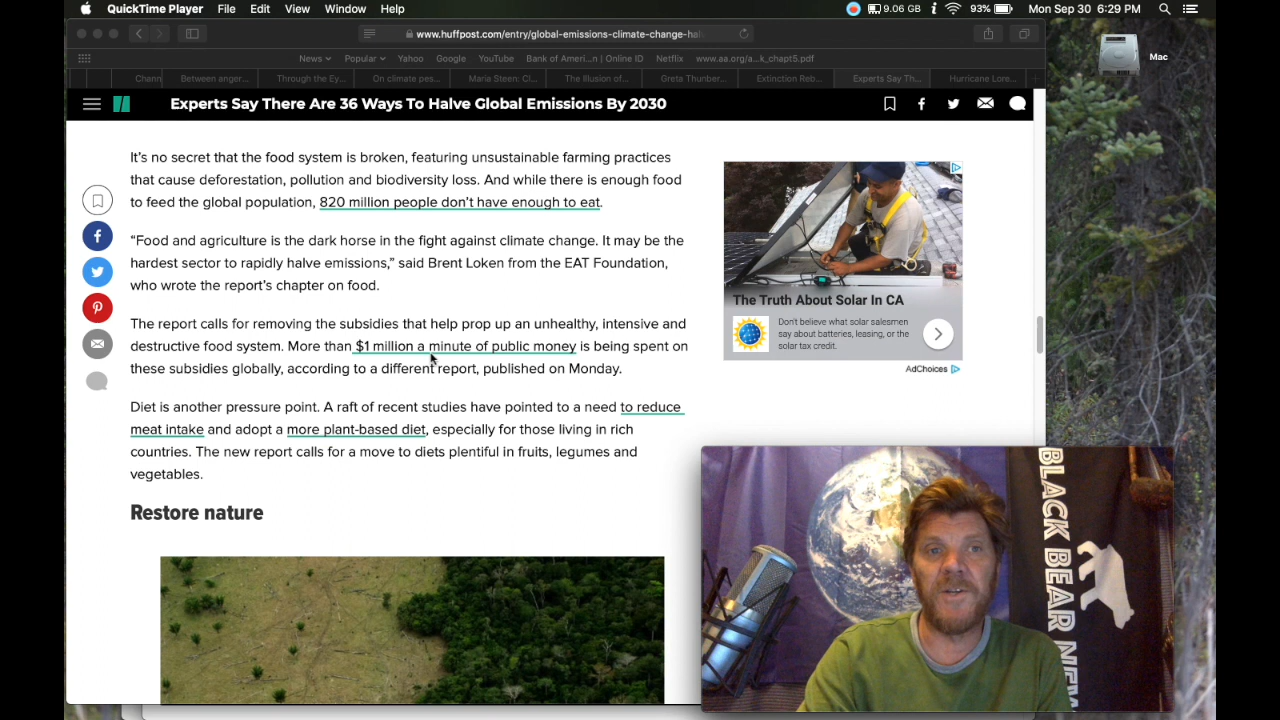 QuickTime Player File Edit View Window Help
9.06 GB 93% Mon Sep 30 6:29 PM
www.huffpost.com/entry/global-emissions-climate-change-hal
News Popular Yahoo Google YouTube Bank of Ameri...n | Online ID Netflix www.aa.org/a...k_chapt5.pdf
Chann Between anger... Through the Ey... On climate pes... Maria Steen: Cl... The Illusion of... Greta Thunber... Extinction Reb... Experts Say Th... Hurricane Lore...
Mac
Experts Say There Are 36 Ways To Halve Global Emissions By 2030
It's no secret that the food system is broken, featuring unsustainable farming practices
that cause deforestation, pollution and biodiversity loss. And while there is enough food
to feed the global population, 820 million people don't have enough to eat.
“Food and agriculture is the dark horse in the fight against climate change. It may be the
hardest sector to rapidly halve emissions,” said Brent Loken from the EAT Foundation,
who wrote the report's chapter on food.
The report calls for removing the subsidies that help prop up an unhealthy, intensive and
destructive food system. More than $1 million a minute of public money is being spent on
these subsidies globally, according to a different report, published on Monday.
Diet is another pressure point. A raft of recent studies have pointed to a need to reduce
meat intake and adopt a more plant-based diet, especially for those living in rich
countries. The new report calls for a move to diets plentiful in fruits, legumes and
vegetables.
Restore nature
The Truth About Solar In CA
Don't believe what solar salesmen
say about batteries, leasing, or the
solar tax credit.
AdChoices
BLACK BEAR